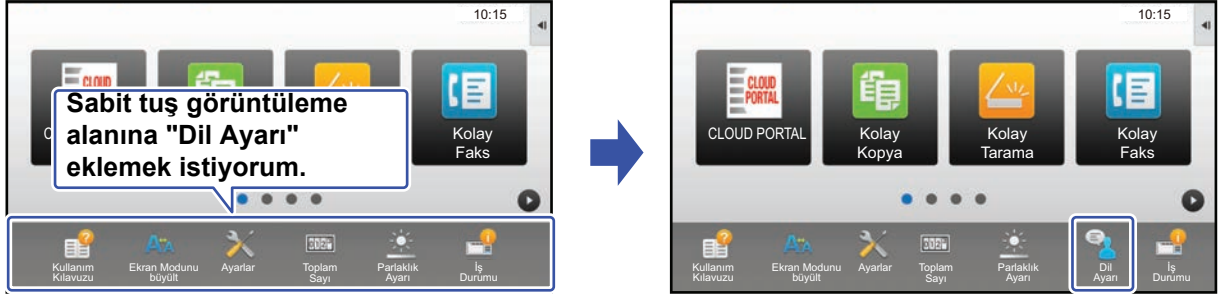 10:15
CLOUD
Sabit tuş görüntüleme
alanına "Dil Ayarı"
eklemek istiyorum.
Kolay
Faks
Kullanım
Kılavuzu
Ekran Modunu
büyült
Ayarlar
Toplam
Sayı
Parlaklık
Ayarı
İş
Durumu
10:15
CLOUD
PORTAL
CLOUD PORTAL
Kolay
Kopya
Kolay
Tarama
Kolay
Faks
Kullanım
Kılavuzu
Ekran Modunu
büyült
Ayarlar
Toplam
Sayı
Parlaklık
Ayarı
Dil
Ayarı
İş
Durumu